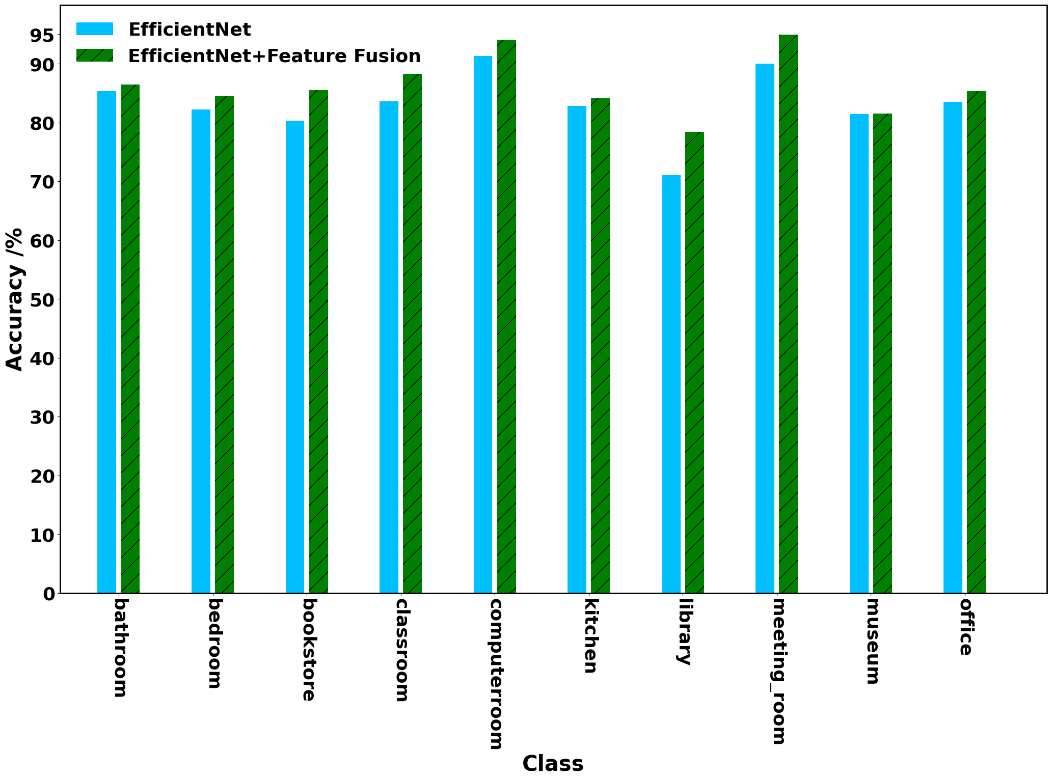 EfficientNet
EfficientNet+Feature Fusion
Accuracy /%
95
90
80
70
60
50
40
30
20
10
0
bathroom
bedroom
bookstore
classroom
computerroom
kitchen
library
meeting_room
museum
office
Class